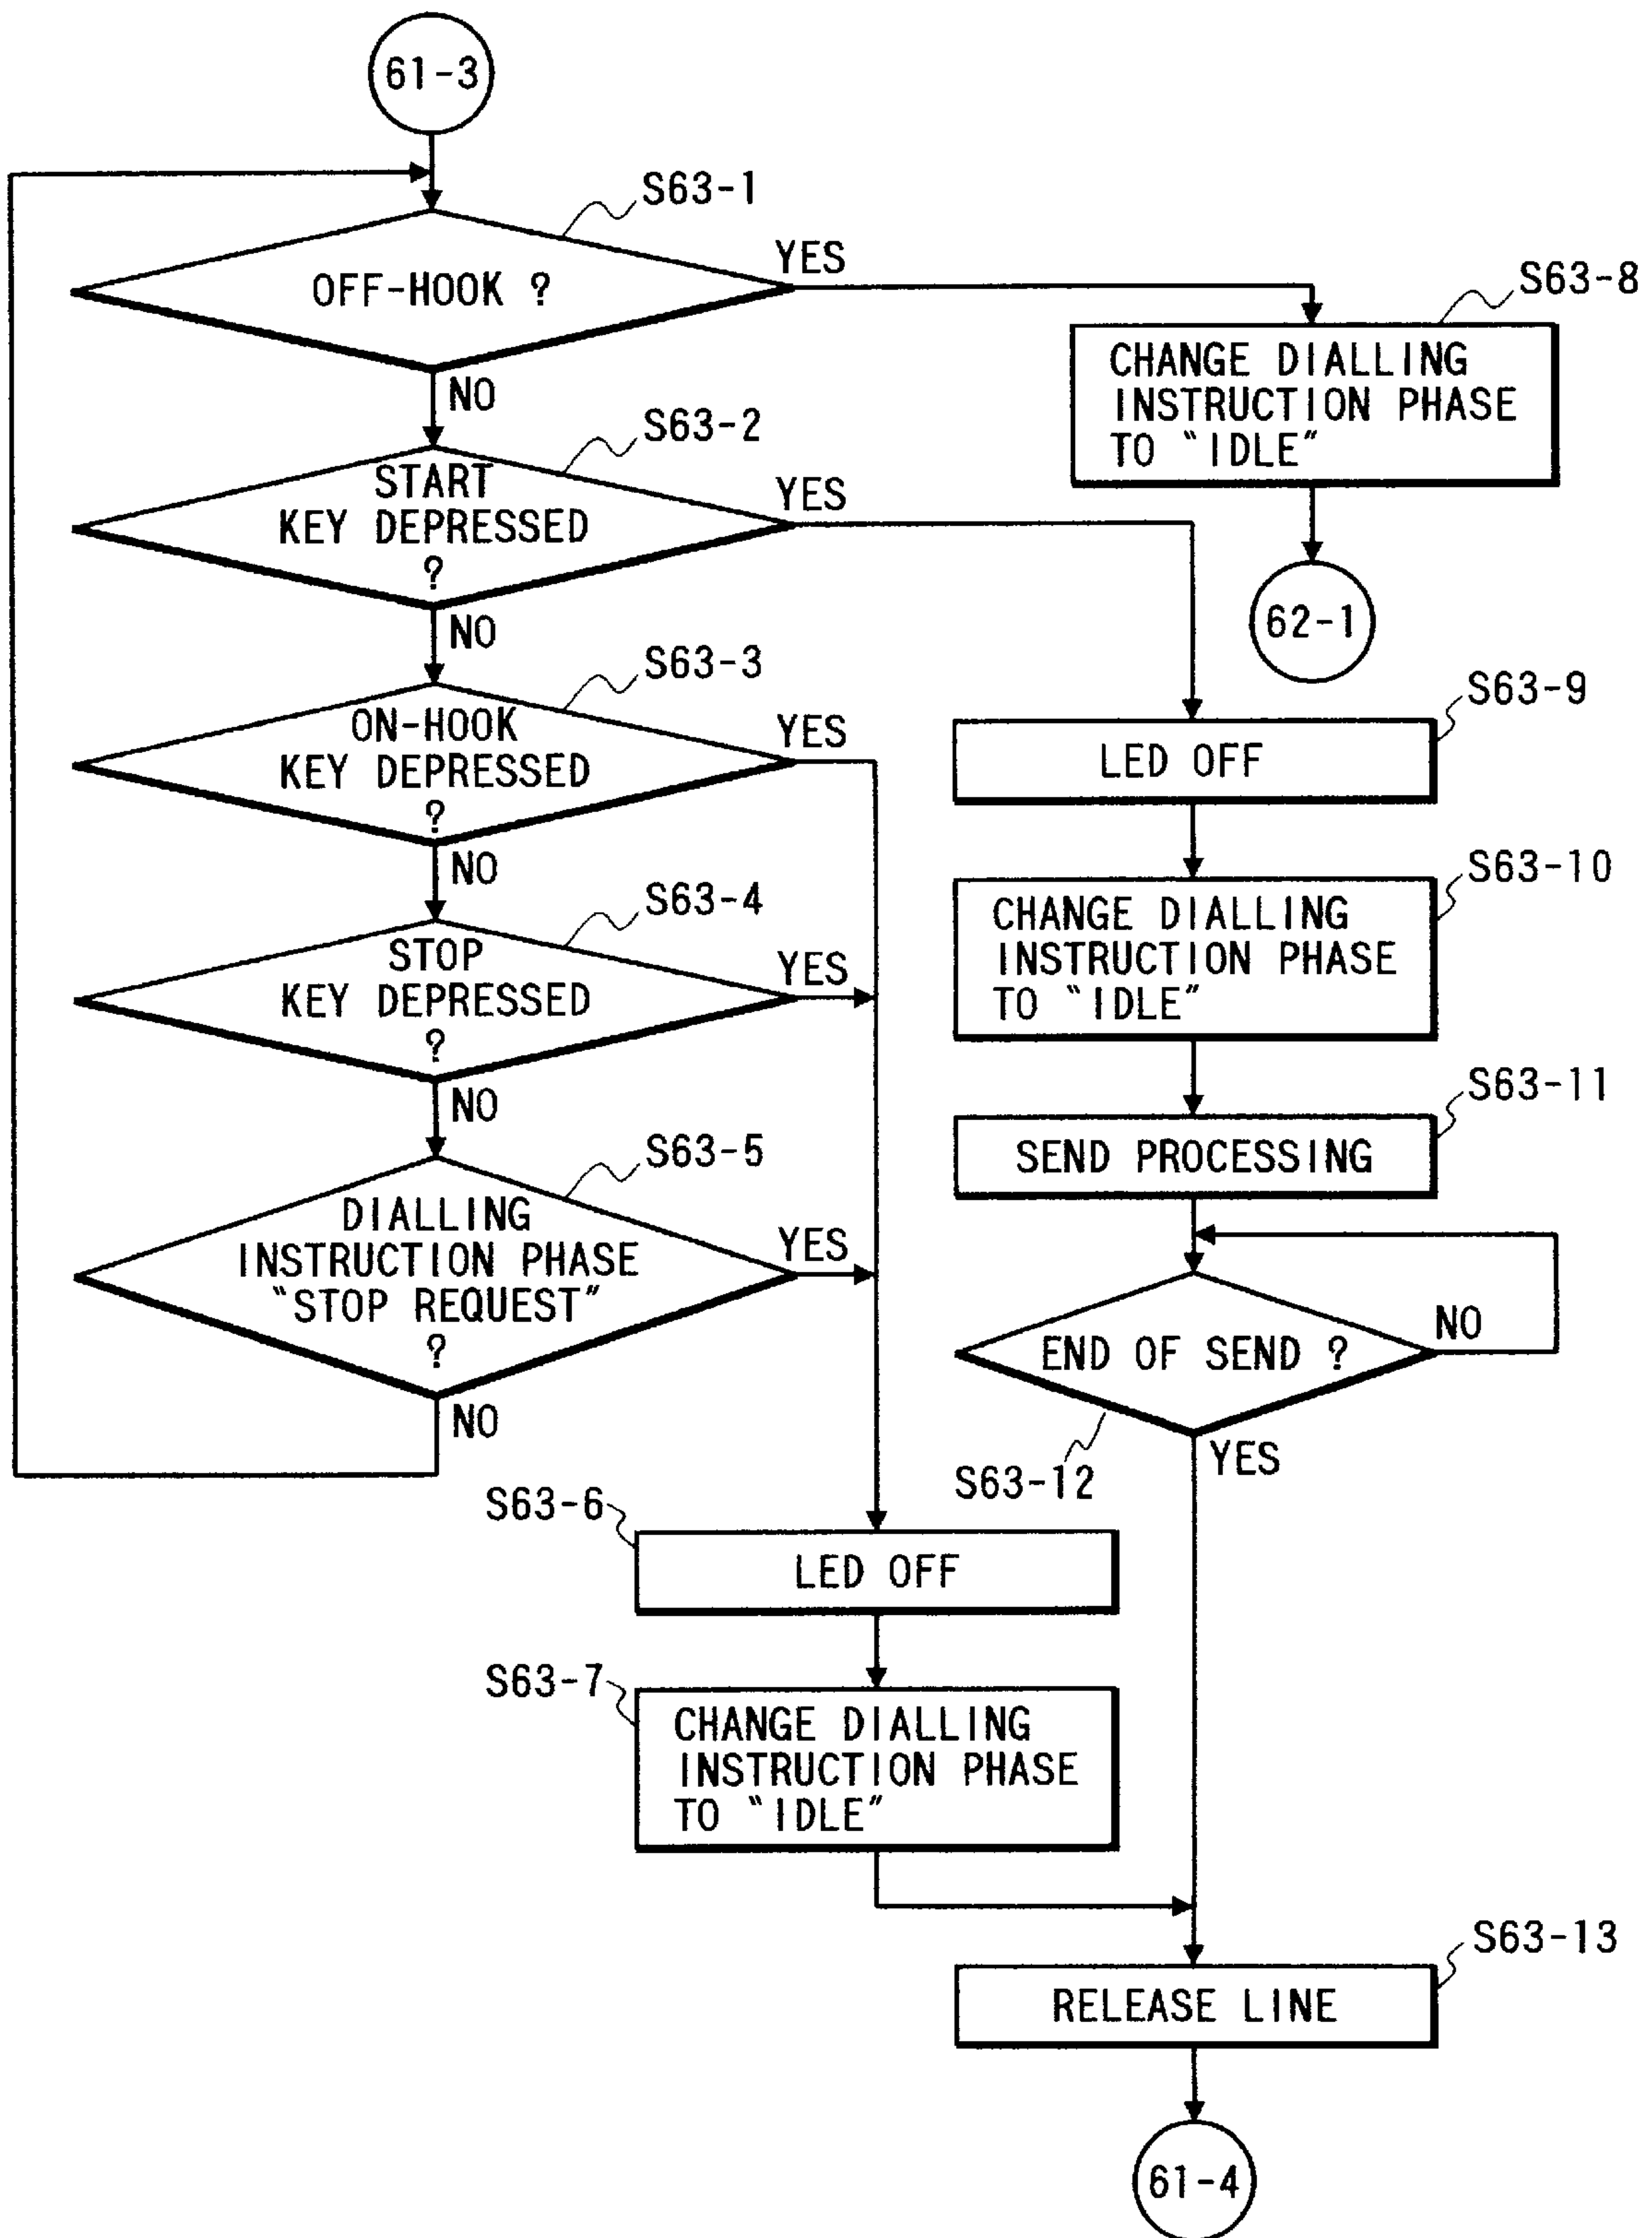 61-3
S63-1
OFF-HOOK ?
YES
NO
S63-8
CHANGE DIALLING
INSTRUCTION PHASE
TO "IDLE"
62-1
S63-2
START
KEY DEPRESSED
?
YES
NO
S63-3
ON-HOOK
KEY DEPRESSED
?
YES
NO
S63-4
STOP
KEY DEPRESSED
?
YES
NO
S63-5
DIALLING
INSTRUCTION PHASE
"STOP REQUEST"
?
YES
NO
S63-9
LED OFF
S63-10
CHANGE DIALLING
INSTRUCTION PHASE
TO "IDLE"
S63-11
SEND PROCESSING
END OF SEND ?
NO
YES
S63-12
S63-6
LED OFF
S63-7
CHANGE DIALLING
INSTRUCTION PHASE
TO "IDLE"
S63-13
RELEASE LINE
61-4